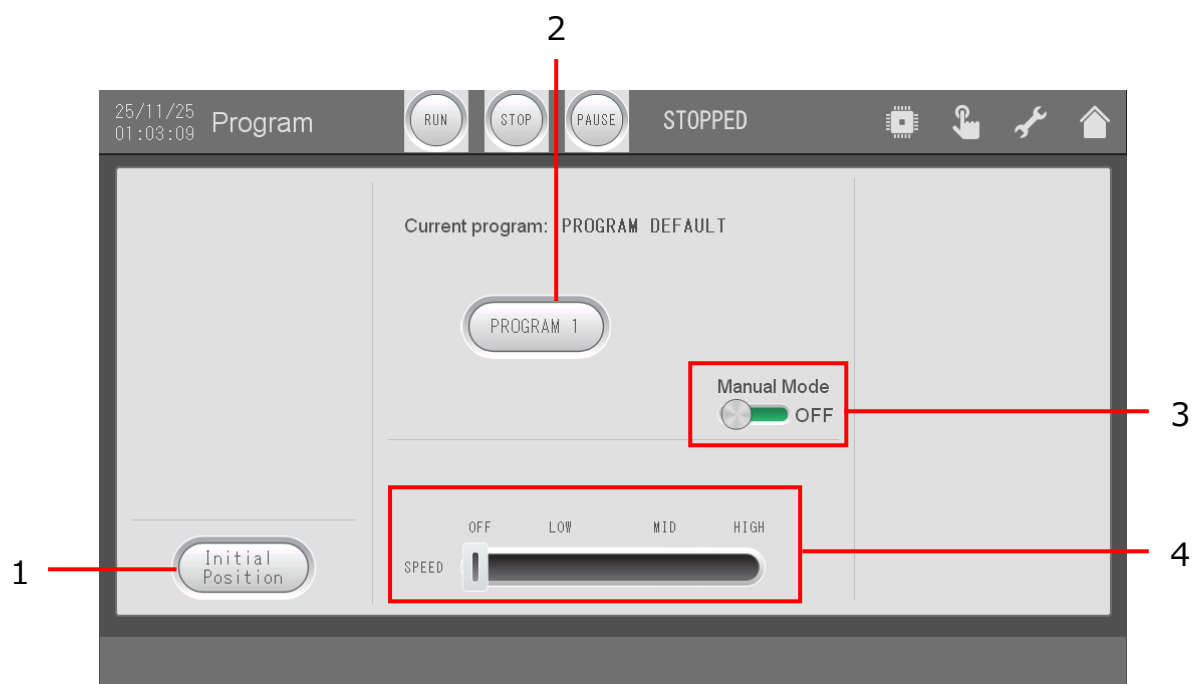 2
25/11/25
01:03:09
Program
RUN
STOP
PAUSE
STOPPED
Current program: PROGRAM DEFAULT
PROGRAM 1
Manual Mode
OFF
3
OFF LOW MID HIGH
SPEED
4
1
Initial
Position